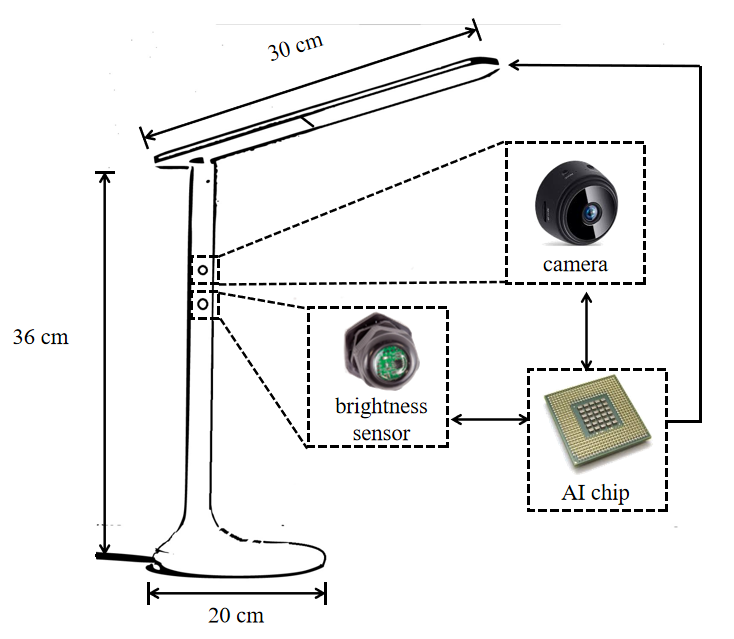 30 cm
camera
36 cm
brightness
sensor
AI chip
20 cm